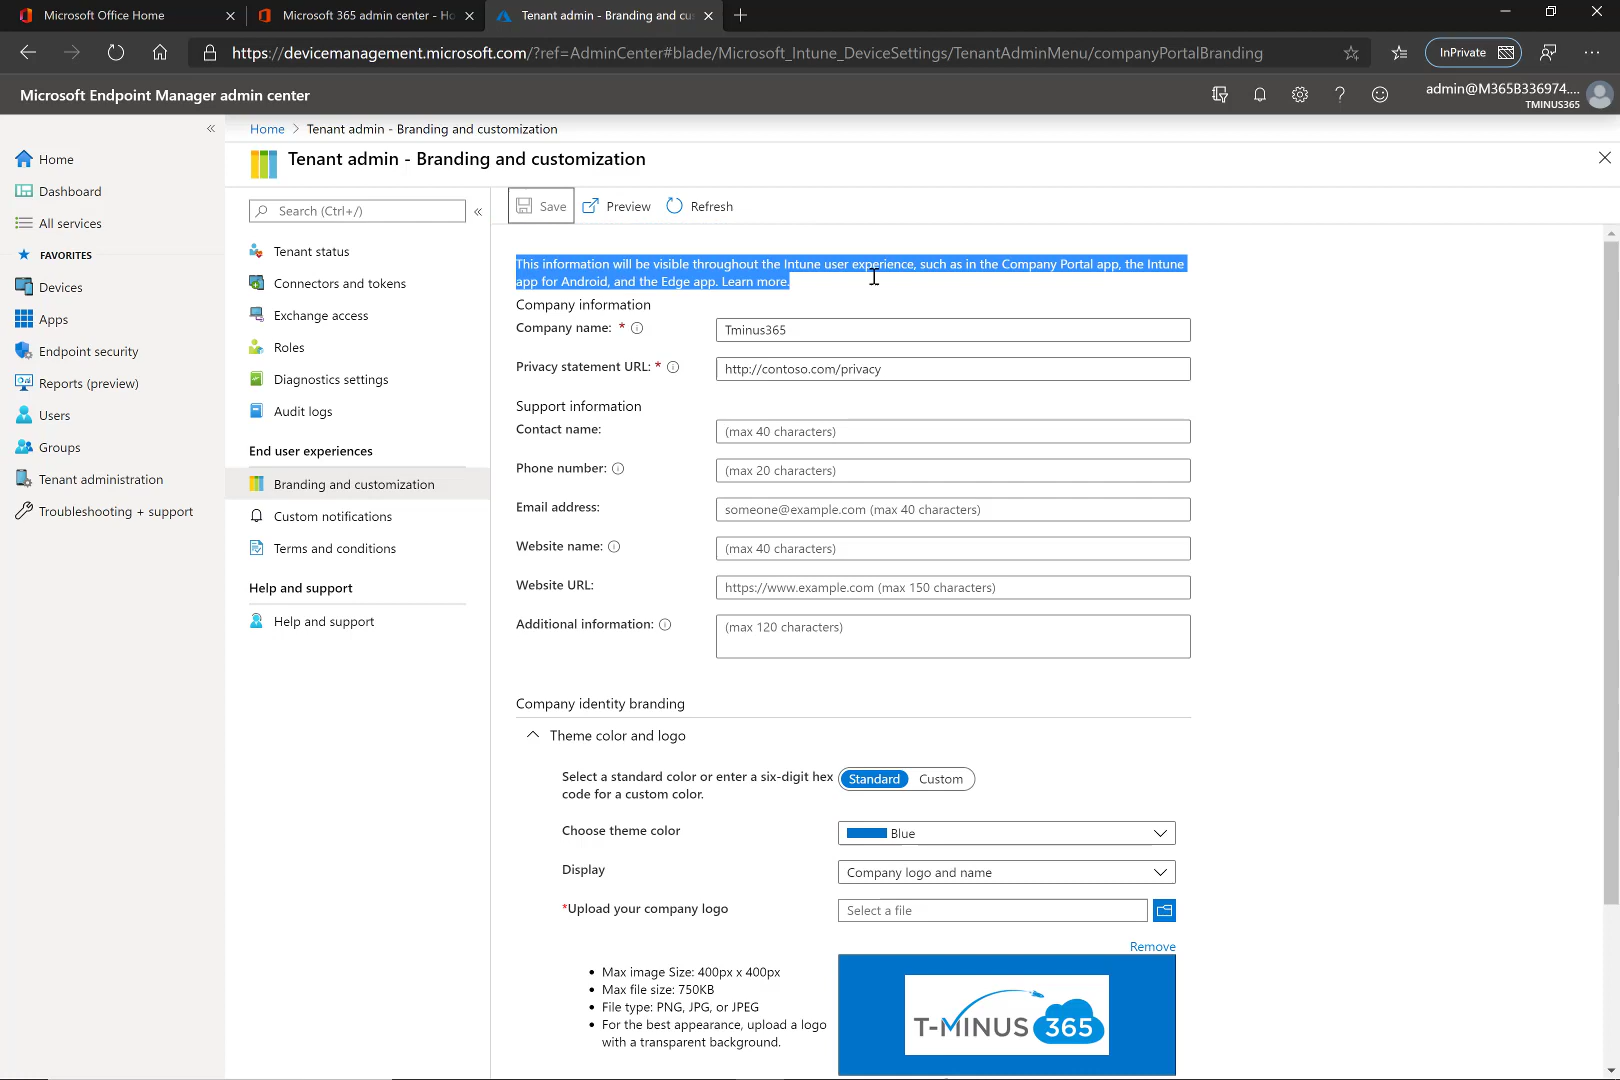 Microsoft Office Home
Microsoft 365 admin center - Ho
Tenant admin - Branding and cu
https://devicemanagement.microsoft.com/?ref=AdminCenter#blade/Microsoft_Intune_DeviceSettings/TenantAdminMenu/companyPortalBranding
InPrivate
Microsoft Endpoint Manager admin center
admin@M365B336974....
TMINUS365
Home > Tenant admin - Branding and customization
Tenant admin - Branding and customization
Home
Dashboard
All services
FAVORITES
Devices
Apps
Endpoint security
Reports (preview)
Users
Groups
Tenant administration
Troubleshooting + support
Search (Ctrl+/)
Tenant status
Connectors and tokens
Exchange access
Roles
Diagnostics settings
Audit logs
End user experiences
Branding and customization
Custom notifications
Terms and conditions
Help and support
Help and support
Save
Preview
Refresh
This information will be visible throughout the Intune user experience, such as in the Company Portal app, the Intune
app for Android, and the Edge app. Learn more.
Company information
Company name: * Tminus365
Privacy statement URL: * http://contoso.com/privacy
Support information
Contact name: (max 40 characters)
Phone number: (max 20 characters)
Email address: someone@example.com (max 40 characters)
Website name: (max 40 characters)
Website URL: https://www.example.com (max 150 characters)
Additional information: (max 120 characters)
Company identity branding
Theme color and logo
Select a standard color or enter a six-digit hex
code for a custom color.
Standard Custom
Choose theme color Blue
Display Company logo and name
*Upload your company logo Select a file
Remove
• Max image Size: 400px x 400px
• Max file size: 750KB
• File type: PNG, JPG, or JPEG
• For the best appearance, upload a logo
with a transparent background.
T-MINUS 365